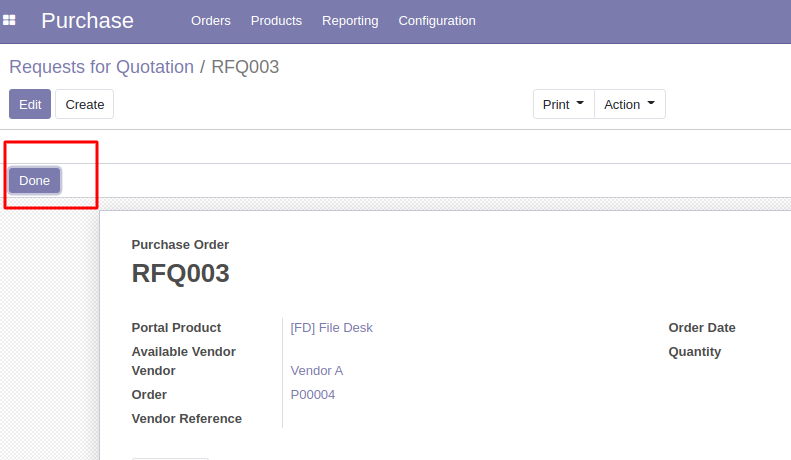 Purchase Orders Products Reporting Configuration
Requests for Quotation / RFQ003
Edit Create Print Action
Done
Purchase Order
RFQ003
Portal Product [FD] File Desk Order Date
Available Vendor Quantity
Vendor Vendor A
Order P00004
Vendor Reference